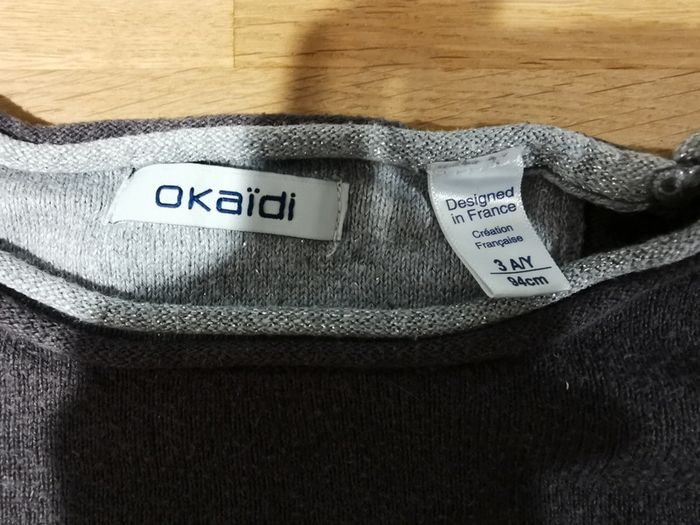 okaïdi
Designed
in France
Création
Française
3 A/Y
94cm